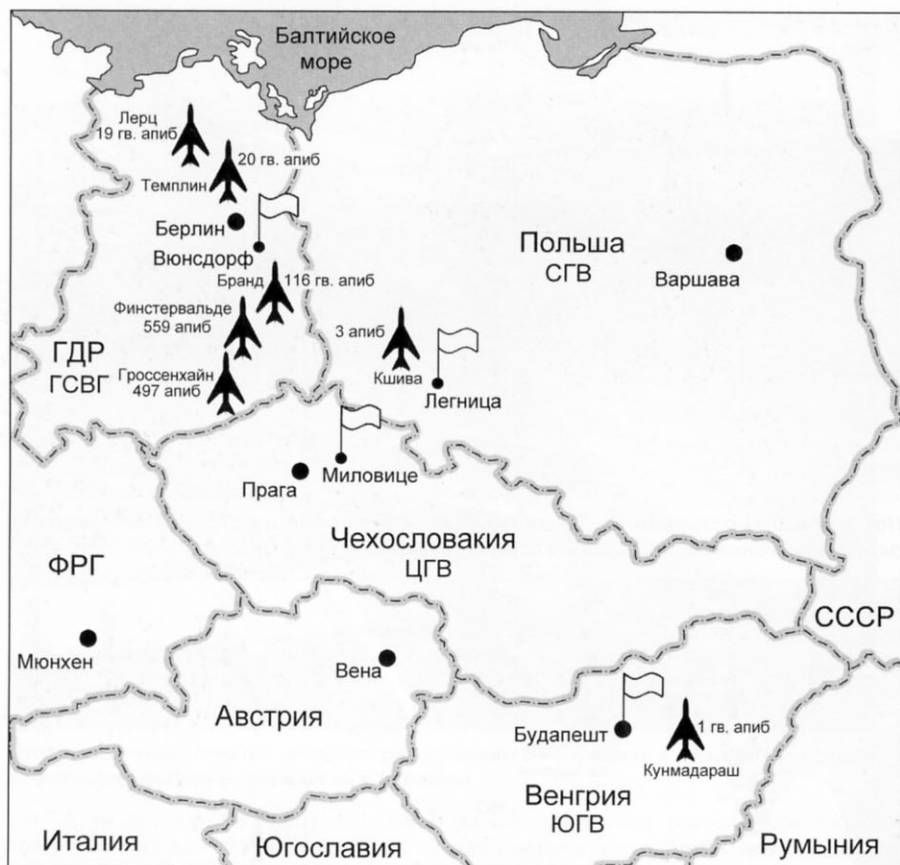 Балтийское
море
Лерц
19 гв. апиб
20 гв. апиб
Темплин
Берлин
Вюнсдорф
Польша
СГВ
Варшава
Бранд
116 гв. апиб
Финстервальде
559 апиб
3 апиб
ГДР
ГСВГ
Гроссенхайн
497 апиб
Кшива
Легница
Миловице
Прага
Чехословакия
ЦГВ
ФРГ
СССР
Мюнхен
Вена
Австрия
Будапешт
1 гв. апиб
Кунмадараш
Венгрия
ЮГВ
Италия
Югославия
Румыния